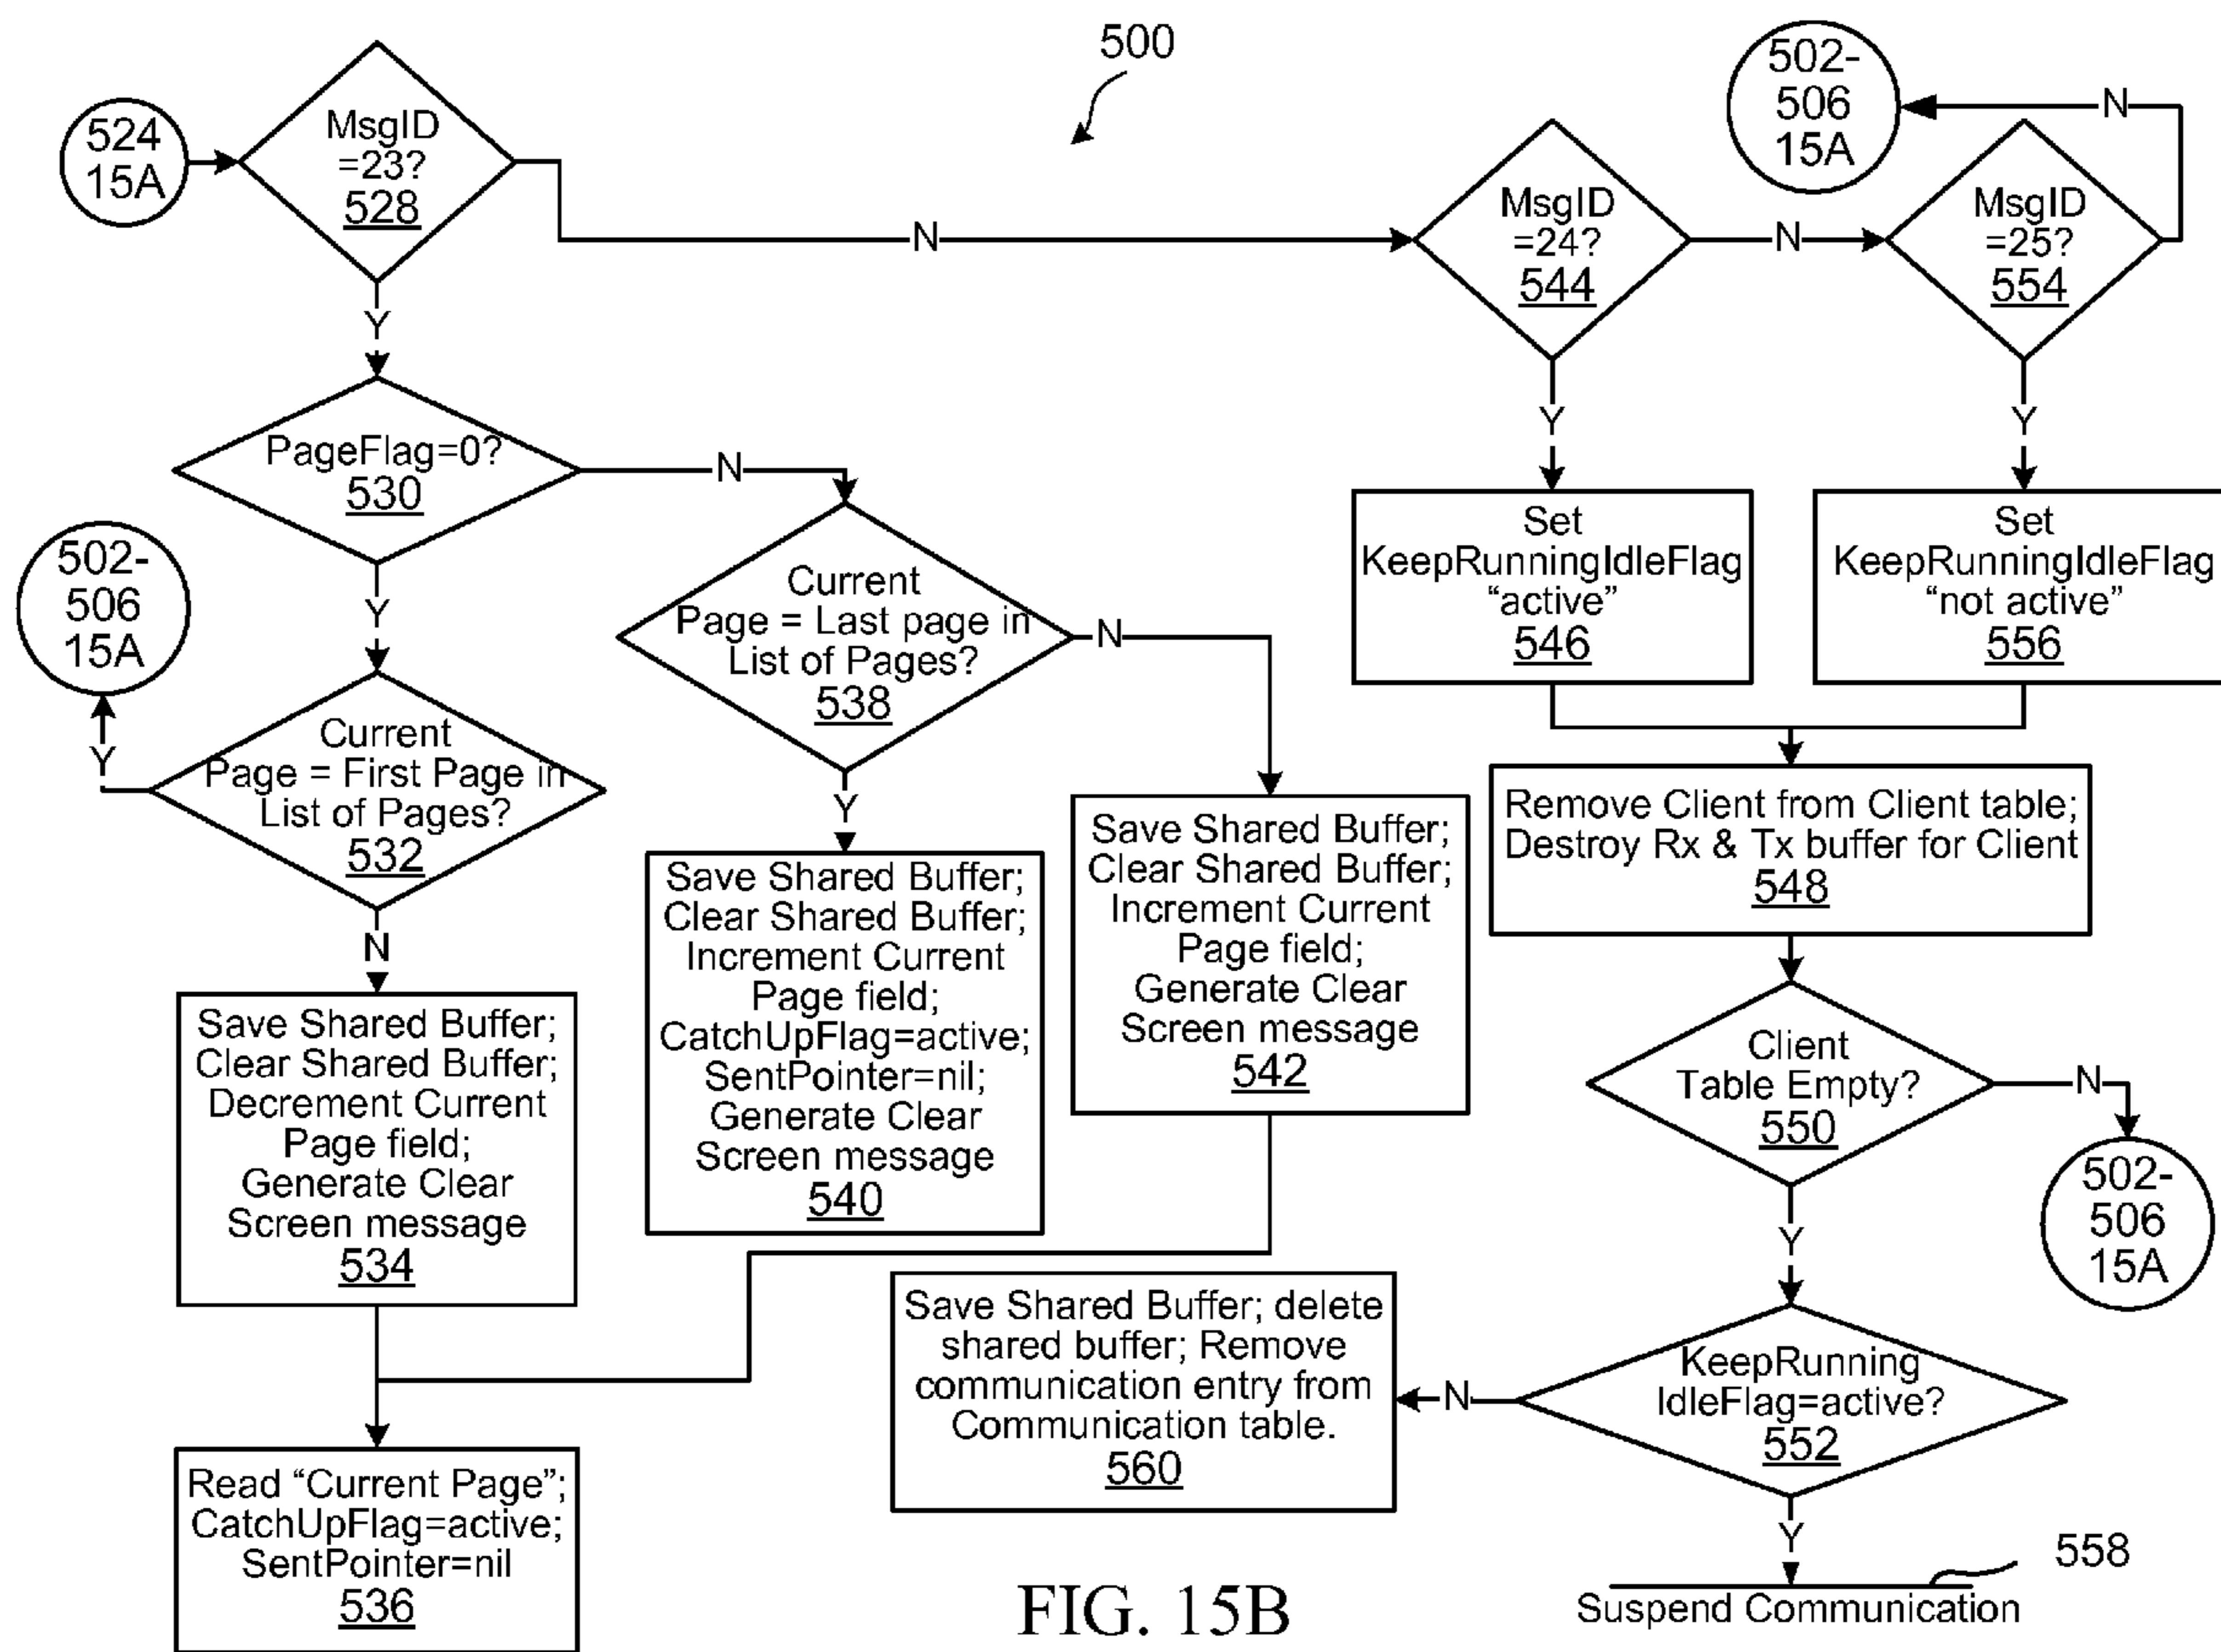 500
524
15A
MsgID
=23?
528
N
MsgID
=24?
544
N
MsgID
=25?
554
N
502-
506
15A
Y
PageFlag=0?
530
N
Y
Current
Page = First Page in
List of Pages?
532
Y
502-
506
15A
N
Save Shared Buffer;
Clear Shared Buffer;
Decrement Current
Page field;
Generate Clear
Screen message
534
Read “Current Page”;
CatchUpFlag=active;
SentPointer=nil
536
Current
Page = Last page in
List of Pages?
538
N
Y
Save Shared Buffer;
Clear Shared Buffer;
Increment Current
Page field;
CatchUpFlag=active;
SentPointer=nil;
Generate Clear
Screen message
540
Save Shared Buffer;
Clear Shared Buffer;
Increment Current
Page field;
Generate Clear
Screen message
542
Y
Set
KeepRunningIdleFlag
“active”
546
Y
Set
KeepRunningIdleFlag
“not active”
556
Remove Client from Client table;
Destroy Rx & Tx buffer for Client
548
Client
Table Empty?
550
N
502-
506
15A
Y
KeepRunning
IdleFlag=active?
552
N
Save Shared Buffer; delete
shared buffer; Remove
communication entry from
Communication table.
560
Y
558
Suspend Communication
FIG. 15B